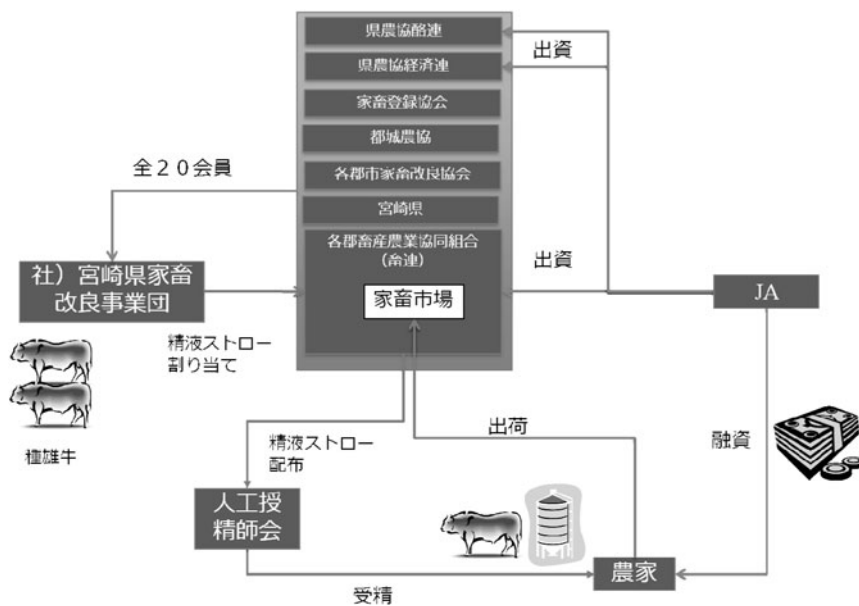 県農協酪連
県農協経済連
家畜登録協会
都城農協
各郡市家畜改良協会
宮崎県
各郡畜産農業協同組合
（畜連）
家畜市場
出資
全２０会員
社）宮崎県家畜
改良事業団
精液ストロー
割り当て
種雄牛
出資
JA
精液ストロー
配布
出荷
融資
人工授
精師会
受精
農家